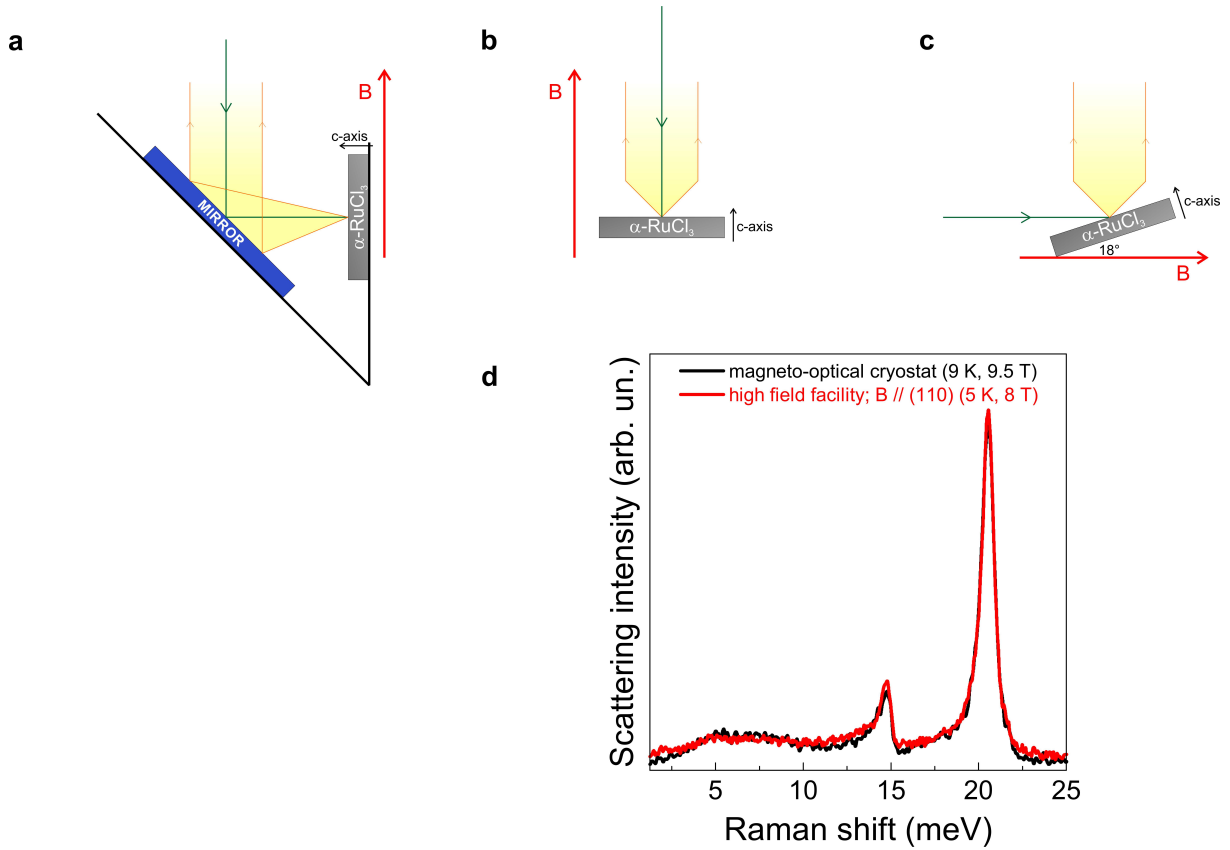 a
B
c-axis
MIRROR
α-RuCl₃
b
B
α-RuCl₃
c-axis
c
c-axis
α-RuCl₃
18°
B
d
magneto-optical cryostat (9 K, 9.5 T)
high field facility; B // (110) (5 K, 8 T)
Scattering intensity (arb. un.)
5 10 15 20 25
Raman shift (meV)